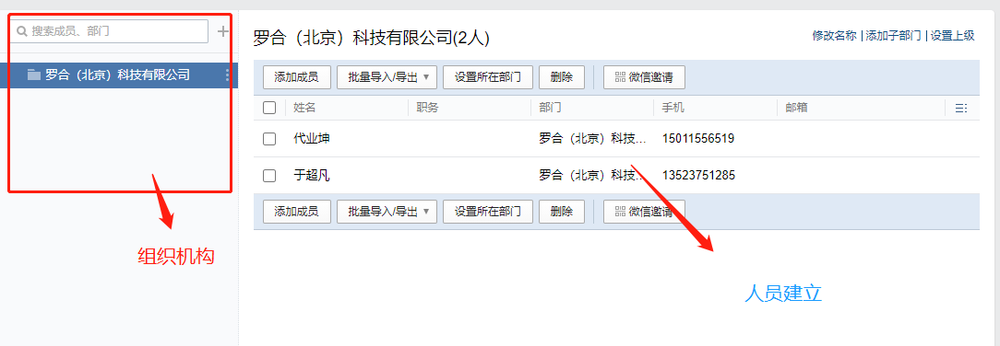 搜索成员、部门
罗合（北京）科技有限公司
组织机构
罗合（北京）科技有限公司(2人)
修改名称 | 添加子部门 | 设置上级
添加成员 批量导入/导出 设置所在部门 删除 微信邀请
姓名 职务 部门 手机 邮箱
代业坤 罗合（北京）科技... 15011556519
于超凡 罗合（北京）科技... 13523751285
添加成员 批量导入/导出 设置所在部门 删除 微信邀请
人员建立